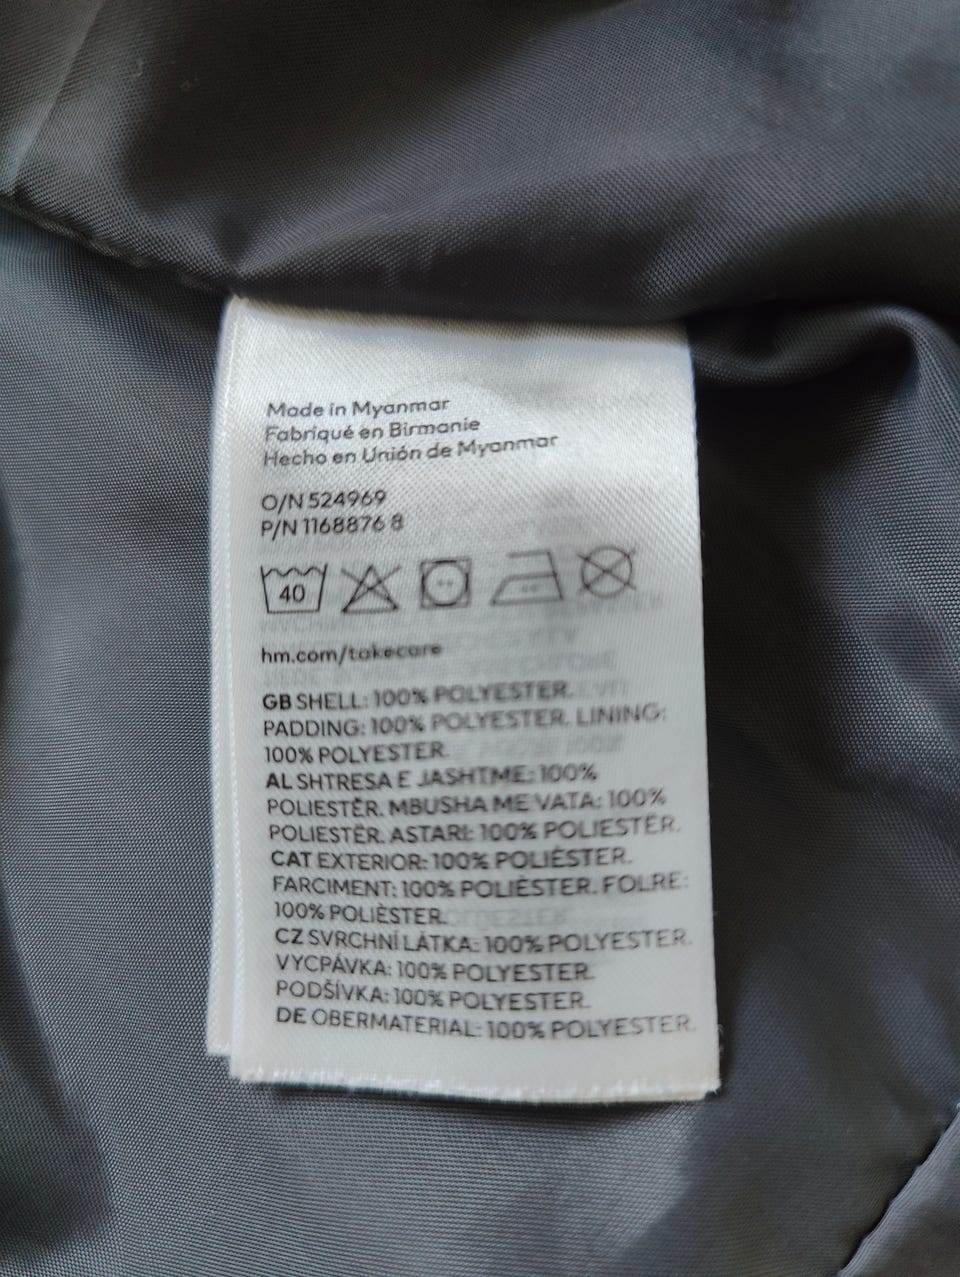 Made in Myanmar
Fabriqué en Birmanie
Hecho en Unión de Myanmar
O/N 524969
P/N 1168876 8
40
hm.com/takecare
GB SHELL: 100% POLYESTER.
PADDING: 100% POLYESTER. LINING:
100% POLYESTER.
AL SHTRESA E JASHTME: 100%
POLIESTËR. MBUSHA ME VATA: 100%
POLIESTËR. ASTARI: 100% POLIESTËR.
CAT EXTERIOR: 100% POLIÈSTER.
FARCIMENT: 100% POLIÈSTER. FOLRE:
100% POLIÈSTER.
CZ SVRCHNÍ LÁTKA: 100% POLYESTER.
VYCPÁVKA: 100% POLYESTER.
PODŠÍVKA: 100% POLYESTER.
DE OBERMATERIAL: 100% POLYESTER.